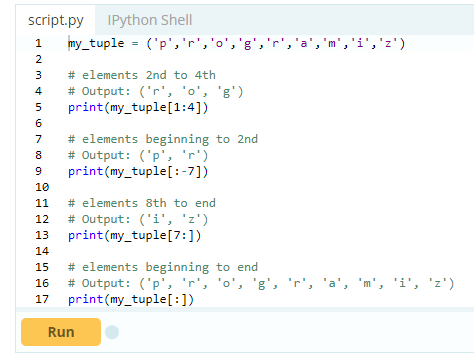 script.py IPython Shell
1 my_tuple = ('p','r','o','g','r','a','m','i','z')
2
3 # elements 2nd to 4th
4 # Output: ('r', 'o', 'g')
5 print(my_tuple[1:4])
6
7 # elements beginning to 2nd
8 # Output: ('p', 'r')
9 print(my_tuple[:-7])
10
11 # elements 8th to end
12 # Output: ('i', 'z')
13 print(my_tuple[7:])
14
15 # elements beginning to end
16 # Output: ('p', 'r', 'o', 'g', 'r', 'a', 'm', 'i', 'z')
17 print(my_tuple[:])
Run